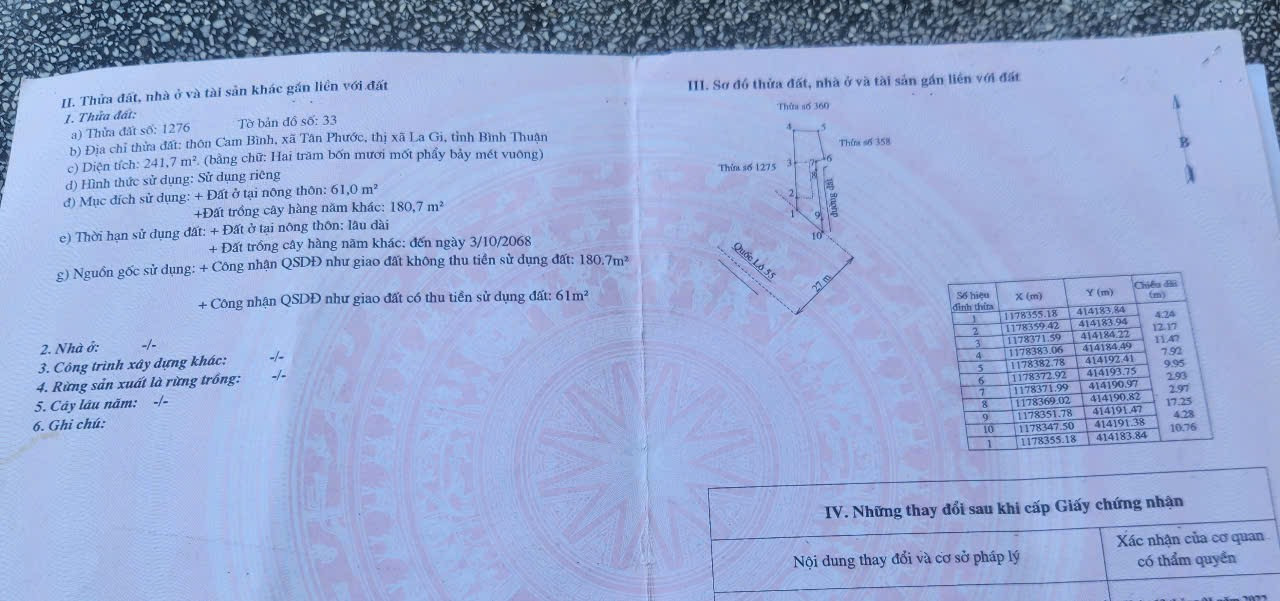 II. Thửa đất, nhà ở và tài sản khác gắn liền với đất
1. Thửa đất:
a) Thửa đất số: 1276 Tờ bản đồ số: 33
b) Địa chỉ thửa đất: thôn Cam Bình, xã Tân Phước, thị xã La Gi, tỉnh Bình Thuận
c) Diện tích: 241,7 m². (bằng chữ: Hai trăm bốn mươi mốt phẩy bảy mét vuông)
d) Hình thức sử dụng: Sử dụng riêng
đ) Mục đích sử dụng: + Đất ở tại nông thôn: 61,0 m²
+Đất trồng cây hàng năm khác: 180,7 m²
e) Thời hạn sử dụng đất: + Đất ở tại nông thôn: lâu dài
+ Đất trồng cây hàng năm khác: đến ngày 3/10/2068
g) Nguồn gốc sử dụng: + Công nhận QSDĐ như giao đất không thu tiền sử dụng đất: 180.7m²
+ Công nhận QSDĐ như giao đất có thu tiền sử dụng đất: 61m²
2. Nhà ở: -/-
3. Công trình xây dựng khác: -/-
4. Rừng sản xuất là rừng trồng: -/-
5. Cây lâu năm: -/-
6. Ghi chú:
III. Sơ đồ thửa đất, nhà ở và tài sản gắn liền với đất
Thửa số 360
4 5
Thửa số 358
Thửa số 1275
3 7 6
8
2
1
9
10
B
Quốc Lộ 55
27 m
Số hiệu đỉnh thửa X (m) Y (m) Chiều dài (m)
1 1178355.18 414183.84
4.24
2 1178359.42 414183.94
12.17
3 1178371.59 414184.22
11.47
4 1178383.06 414184.49
7.92
5 1178382.78 414192.41
9.95
6 1178372.92 414193.75
2.93
7 1178371.99 414190.97
2.97
8 1178369.02 414190.82
17.25
9 1178351.78 414191.47
4.28
10 1178347.50 414191.38
10.76
1 1178355.18 414183.84
IV. Những thay đổi sau khi cấp Giấy chứng nhận
Nội dung thay đổi và cơ sở pháp lý
Xác nhận của cơ quan
có thẩm quyền